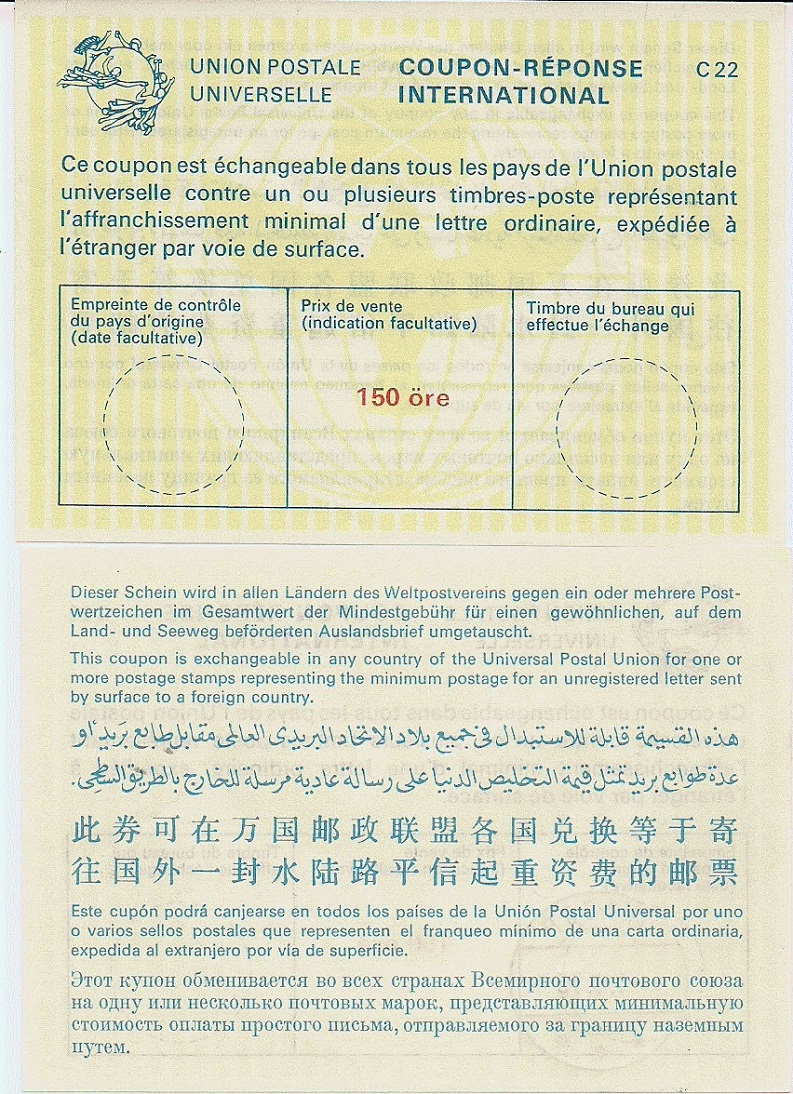 UNION POSTALE UNIVERSELLE
COUPON-RÉPONSE INTERNATIONAL
C 22
Ce coupon est échangeable dans tous les pays de l'Union postale
universelle contre un ou plusieurs timbres-poste représentant
l'affranchissement minimal d'une lettre ordinaire, expédiée à
l'étranger par voie de surface.
Empreinte de contrôle
du pays d'origine
(date facultative)
Prix de vente
(indication facultative)
150 öre
Timbre du bureau qui
effectue l'échange
Dieser Schein wird in allen Ländern des Weltpostvereins gegen ein oder mehrere Post-
wertzeichen im Gesamtwert der Mindestgebühr für einen gewöhnlichen, auf dem
Land- und Seeweg beförderten Auslandsbrief umgetauscht.
This coupon is exchangeable in any country of the Universal Postal Union for one or
more postage stamps representing the minimum postage for an unregistered letter sent
by surface to a foreign country.
هذه القسيمة قابلة للاستبدال فى جميع بلاد الاتحاد البريدى العالمى مقابل طابع بريد أو
عدة طوابع بريد تمثل قيمة التخليص الدنيا على رسالة عادية مرسلة للخارج بالطريق السطحى.
此券可在万国邮政联盟各国兑换等于寄
往国外一封水陆路平信起重资费的邮票
Este cupón podrá canjearse en todos los países de la Unión Postal Universal por uno
o varios sellos postales que representen el franqueo mínimo de una carta ordinaria,
expedida al extranjero por vía de superficie.
Этот купон обменивается во всех странах Всемирного почтового союза
на одну или несколько почтовых марок, представляющих минимальную
стоимость оплаты простого письма, отправляемого за границу наземным
путем.